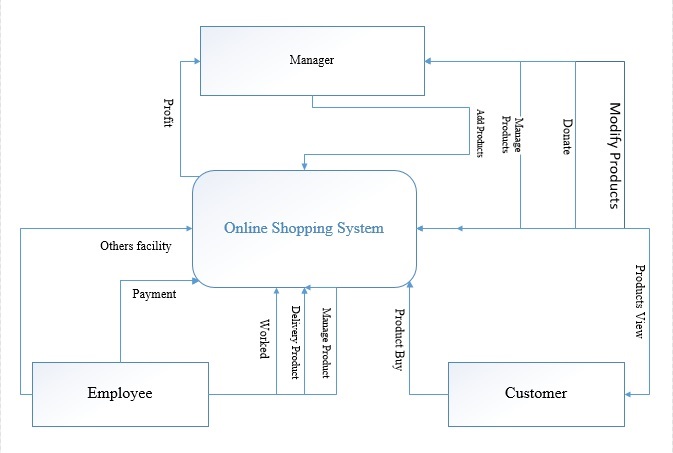 Manager
Profit
Add Products
Manage
Products
Donate
Modify Products
Online Shopping System
Others facility
Payment
Worked
Delivery Product
Manage Product
Product Buy
Products View
Employee
Customer